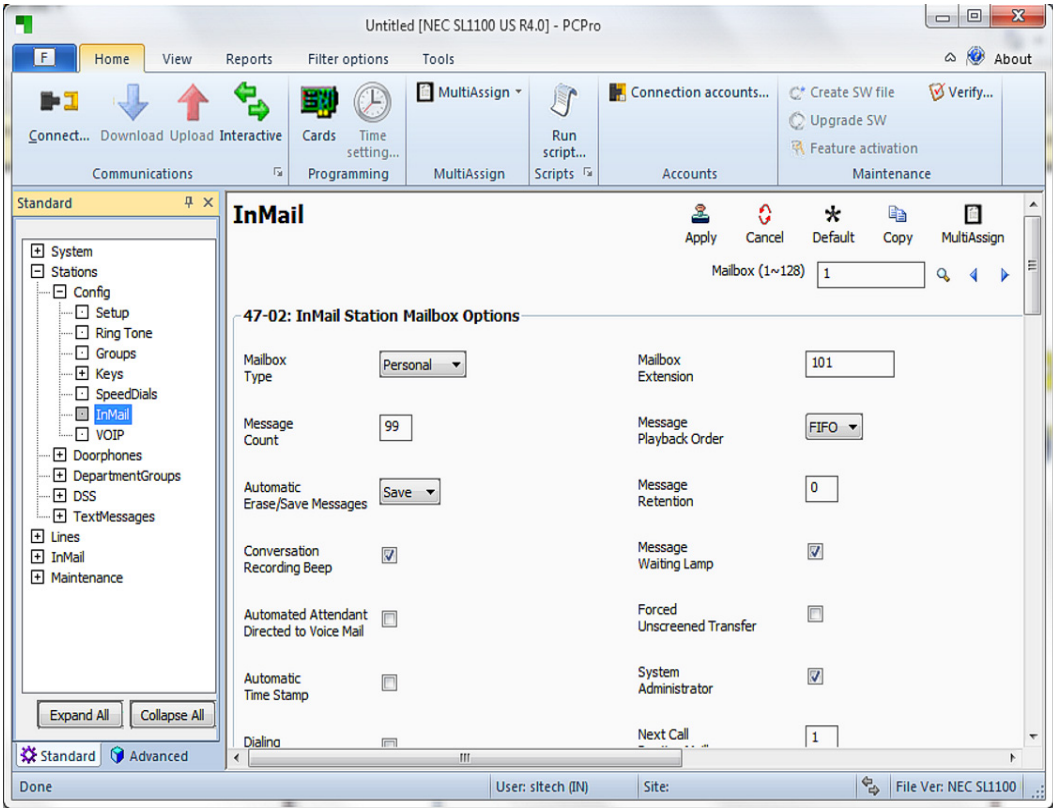 Untitled [NEC SL1100 US R4.0] - PCPro
F Home View Reports Filter options Tools About
Connect... Download Upload Interactive
Communications
Cards Time setting...
Programming
MultiAssign
MultiAssign
Run script...
Scripts
Connection accounts...
Accounts
Create SW file
Upgrade SW
Feature activation
Verify...
Maintenance
Standard
System
Stations
Config
Setup
Ring Tone
Groups
Keys
SpeedDials
InMail
VOIP
Doorphones
DepartmentGroups
DSS
TextMessages
Lines
InMail
Maintenance
Expand All Collapse All
Standard Advanced
InMail
Apply Cancel Default Copy MultiAssign
Mailbox (1~128) 1
47-02: InMail Station Mailbox Options
Mailbox
Type
Personal
Mailbox
Extension
101
Message
Count
99
Message
Playback Order
FIFO
Automatic
Erase/Save Messages
Save
Message
Retention
0
Conversation
Recording Beep
Message
Waiting Lamp
Automated Attendant
Directed to Voice Mail
Forced
Unscreened Transfer
Automatic
Time Stamp
System
Administrator
Dialing
Next Call
1
Done User: sltech (IN) Site: File Ver: NEC SL1100